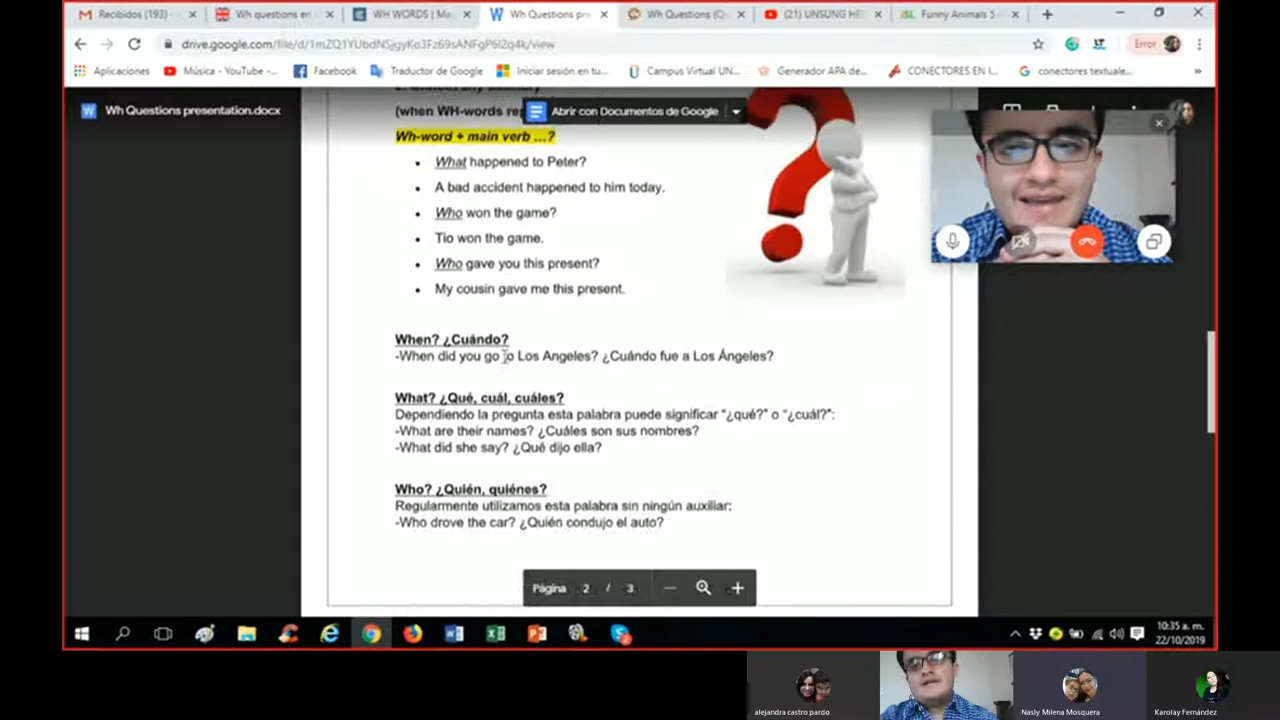 Recibidos (193) -
Wh questions en
WH WORDS | Ma
Wh Questions pre
Wh Questions (Q
(21) UNSUNG HE
Funny Animals 5
drive.google.com/file/d/1mZQ1YUbdNSjgyKo3Fz69sANFgP6I2q4k/view
Error
Aplicaciones
Música - YouTube -...
Facebook
Traductor de Google
Iniciar sesión en tu...
Campus Virtual UN...
Generador APA de...
CONECTORES EN I...
conectores textuale...
»
Wh Questions presentation.docx
Abrir con Documentos de Google
(when WH-words re
Wh-word + main verb ...?
• What happened to Peter?
• A bad accident happened to him today.
• Who won the game?
• Tio won the game.
• Who gave you this present?
• My cousin gave me this present.
When? ¿Cuándo?
-When did you go to Los Angeles? ¿Cuándo fue a Los Ángeles?
What? ¿Qué, cuál, cuáles?
Dependiendo la pregunta esta palabra puede significar “¿qué?” o “¿cuál?”:
-What are their names? ¿Cuáles son sus nombres?
-What did she say? ¿Qué dijo ella?
Who? ¿Quién, quiénes?
Regularmente utilizamos esta palabra sin ningún auxiliar:
-Who drove the car? ¿Quién condujo el auto?
Página 2 / 3
10:35 a. m.
22/10/2019
alejandra castro pardo
Nasly Milena Mosquera
Karolay Fernández